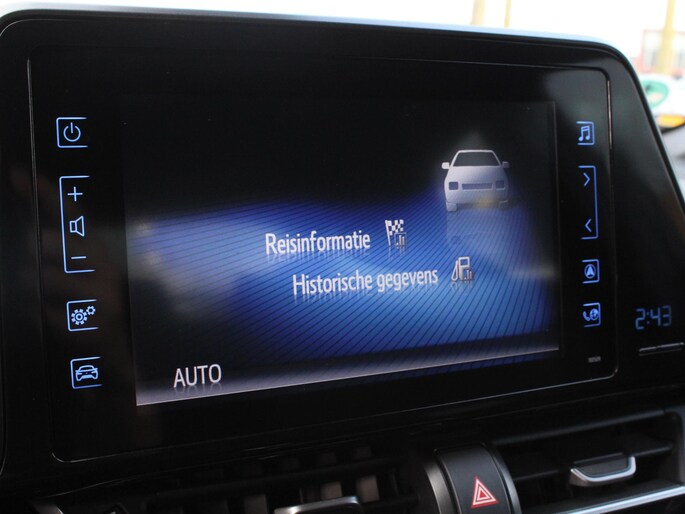 Reisinformatie
Historische gegevens
AUTO
2:43